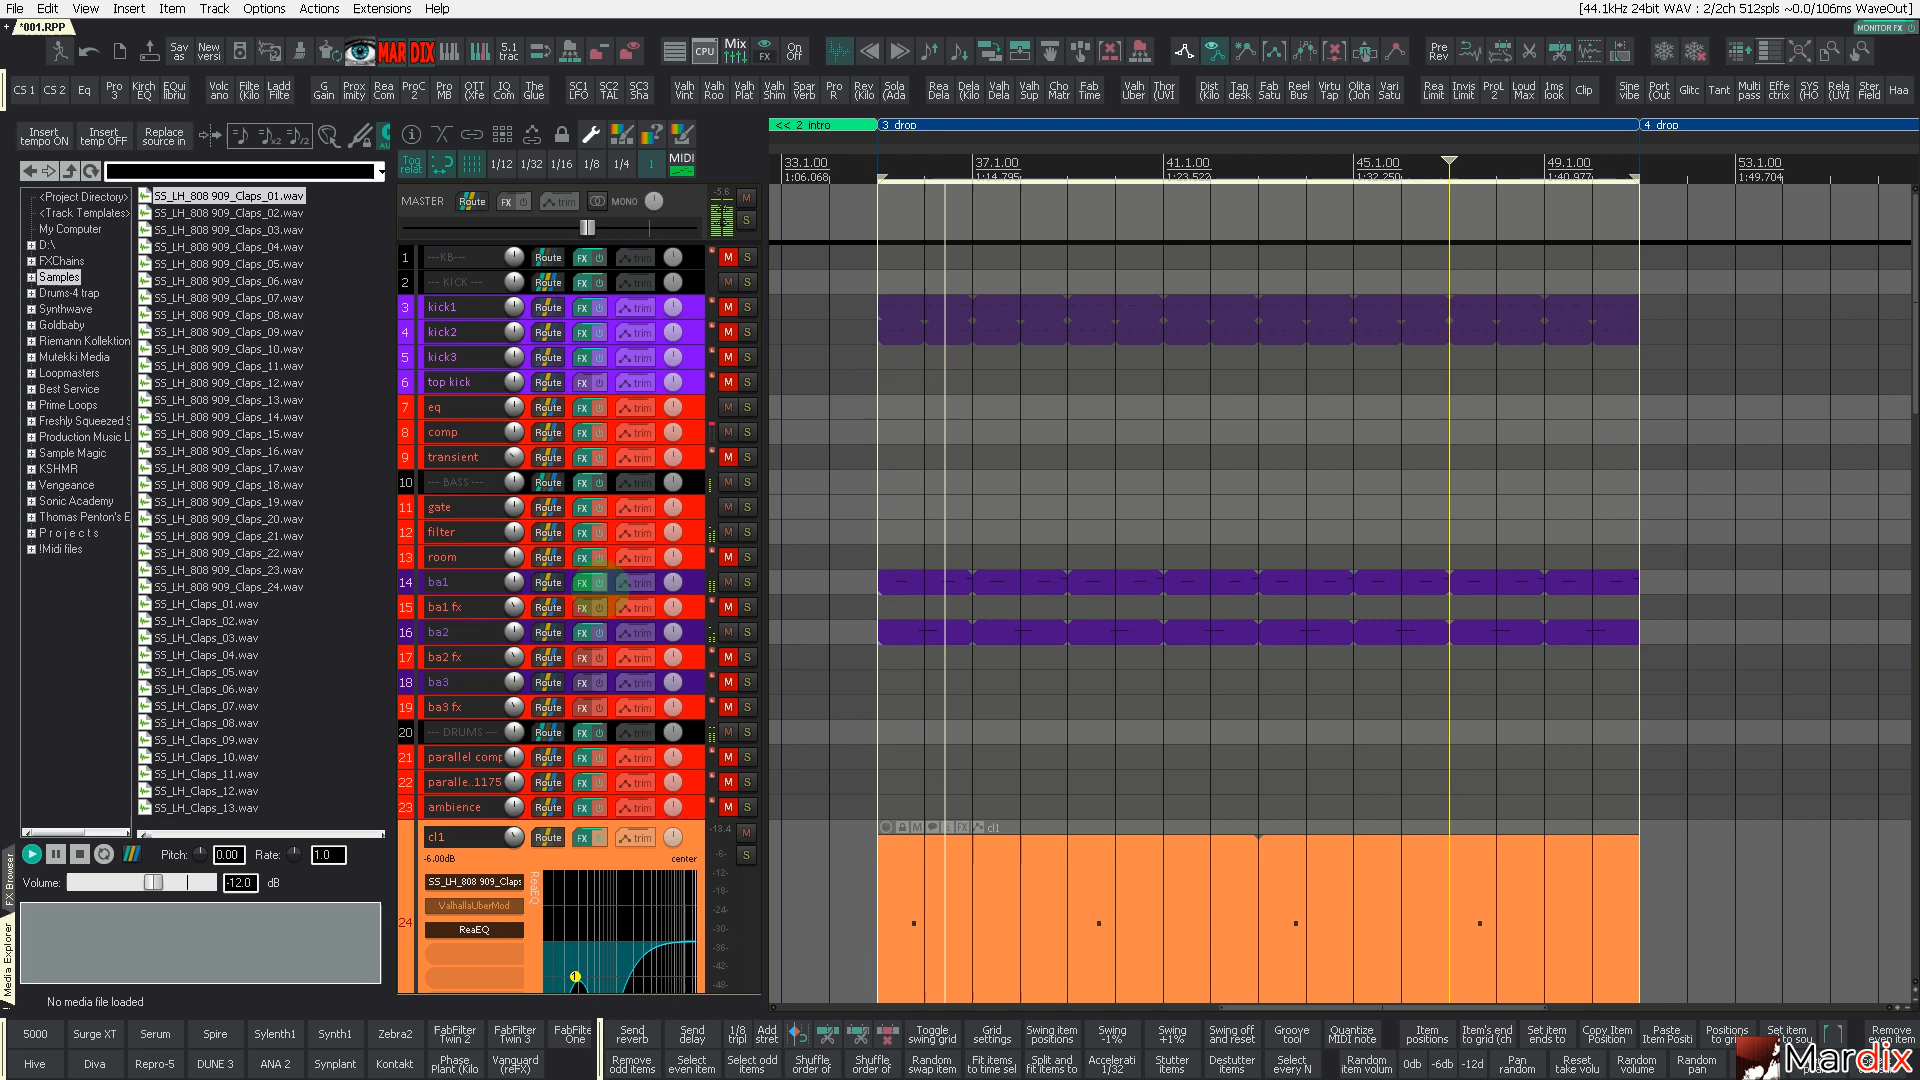 File Edit View Insert Item Track Options Actions Extensions Help
[44.1kHz 24bit WAV : 2/2ch 512spls ~0.0/106ms WaveOut]
*001.RPP
MONITOR FX
Sav as
New versi
MAR DIX
5.1 trac
CPU
Mix
FX
On Off
Pre Rev
CS 1 CS 2 Eq Pro 3 Kirch EQ EQui libriu Volc ano Filte (Kilo Ladd Filte G Gain Prox imity Rea Com ProC 2 Pro MB OTT (Xfe IQ Com The Glue SC1 LFO SC2 TAL SC3 Sha Valh Vint Valh Roo Valh Plat Valh Shim Spar Verb Pro R Rev (Kilo Sola (Ada Rea Dela Dela (Kilo Valh Dela Valh Sup Cho Matr Fab Time Valh Uber Thor (UVI Dist (Kilo Tap desk Fab Satu Reel Bus Virtu Tap Olita (Joh Vari Satu Rea Limit Invis Limit ProL 2 Loud Max 1ms look Clip Sine vibe Port (Out Glitc Tant Multi pass Effe ctrix SYS (HO Rela (UVI Ster Field Haa
Insert tempo ON
Insert tempo OFF
Replace source in
Tog relat
1/12 1/32 1/16 1/8 1/4 1 MIDI
<< 2 intro
3 drop
4 drop
33.1.00 37.1.00 41.1.00 45.1.00 49.1.00 53.1.00
1:06.068 1:14.795 1:23.522 1:32.250 1:40.977 1:49.704
<Project Directory>
<Track Templates>
My Computer
D:\
FXChains
Samples
Drums-4 trap
Synthwave
Goldbaby
Riemann Kollektion
Mutekki Media
Loopmasters
Best Service
Prime Loops
Freshly Squeezed S
Production Music L
Sample Magic
KSHMR
Vengeance
Sonic Academy
Thomas Penton's E
P r o j e c t s
!Midi files
SS_LH_808 909_Claps_01.wav
SS_LH_808 909_Claps_02.wav
SS_LH_808 909_Claps_03.wav
SS_LH_808 909_Claps_04.wav
SS_LH_808 909_Claps_05.wav
SS_LH_808 909_Claps_06.wav
SS_LH_808 909_Claps_07.wav
SS_LH_808 909_Claps_08.wav
SS_LH_808 909_Claps_09.wav
SS_LH_808 909_Claps_10.wav
SS_LH_808 909_Claps_11.wav
SS_LH_808 909_Claps_12.wav
SS_LH_808 909_Claps_13.wav
SS_LH_808 909_Claps_14.wav
SS_LH_808 909_Claps_15.wav
SS_LH_808 909_Claps_16.wav
SS_LH_808 909_Claps_17.wav
SS_LH_808 909_Claps_18.wav
SS_LH_808 909_Claps_19.wav
SS_LH_808 909_Claps_20.wav
SS_LH_808 909_Claps_21.wav
SS_LH_808 909_Claps_22.wav
SS_LH_808 909_Claps_23.wav
SS_LH_808 909_Claps_24.wav
SS_LH_Claps_01.wav
SS_LH_Claps_02.wav
SS_LH_Claps_03.wav
SS_LH_Claps_04.wav
SS_LH_Claps_05.wav
SS_LH_Claps_06.wav
SS_LH_Claps_07.wav
SS_LH_Claps_08.wav
SS_LH_Claps_09.wav
SS_LH_Claps_10.wav
SS_LH_Claps_11.wav
SS_LH_Claps_12.wav
SS_LH_Claps_13.wav
Pitch: 0.00 Rate: 1.0
Volume: -12.0 dB
FX Browser
Media Explorer
No media file loaded
MASTER Route FX trim MONO -5.6 M S
1 ---KB--- Route FX trim M S
2 --- KICK --- Route FX trim M S
3 kick1 Route FX trim M S
4 kick2 Route FX trim M S
5 kick3 Route FX trim M S
6 top kick Route FX trim M S
7 eq Route FX trim M S
8 comp Route FX trim M S
9 transient Route FX trim M S
10 --- BASS --- Route FX trim M S
11 gate Route FX trim M S
12 filter Route FX trim M S
13 room Route FX trim M S
14 ba1 Route FX trim M S
15 ba1 fx Route FX trim M S
16 ba2 Route FX trim M S
17 ba2 fx Route FX trim M S
18 ba3 Route FX trim M S
19 ba3 fx Route FX trim M S
20 --- DRUMS --- Route FX trim M S
21 parallel comp Route FX trim M S
22 paralle..1175 Route FX trim M S
23 ambience Route FX trim M S
24 cl1 Route FX trim -13.4 M S
-6.00dB center
SS_LH_808 909_Claps
ValhallaUberMod
ReaEQ
ReaEQ
1
-6-
-12-
-18-
-24-
-30-
-36-
-42-
-48-
M FX cl1
5000 Surge XT Serum Spire Sylenth1 Synth1 Zebra2 FabFilter Twin 2 FabFilter Twin 3 FabFilte One
Hive Diva Repro-5 DUNE 3 ANA 2 Synplant Kontakt Phase Plant (Kilo Vanguard (reFX)
Send reverb Send delay 1/8 tripl Add stret Toggle swing grid Grid settings Swing item positions Swing -1% Swing +1% Swing off and reset Groove tool Quantize MIDI note Item positions Item's end to grid (ch Set item ends to Copy Item Position Paste Item Positi Positions to gri Set item to sou Remove even item
Remove odd items Select even item Select odd items Shuffle order of Shuffle order of Random swap item Fit items to time sel Split and fit items to Accelerati 1/32 Stutter items Destutter items Select every N Random item volum 0db -6db -12d Pan random Reset take volu Random volume Random pan
Mardix